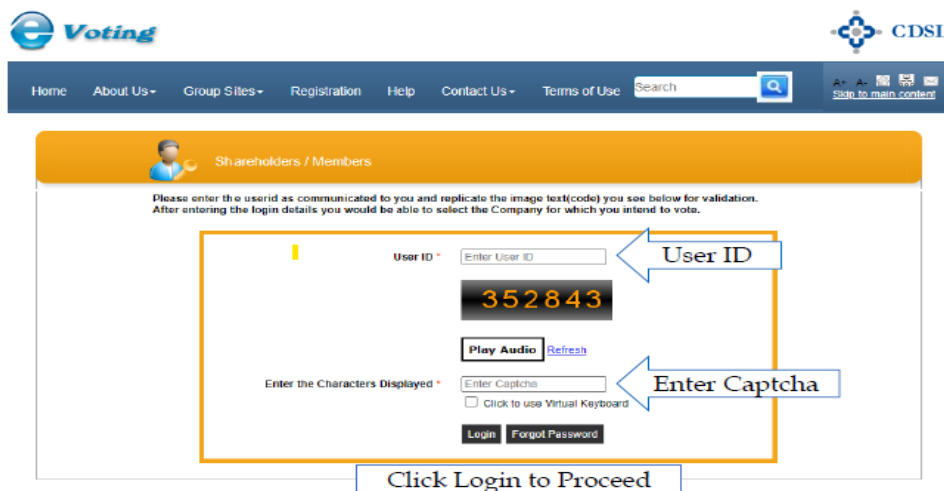 e Voting
CDSL
Home About Us Group Sites Registration Help Contact Us Terms of Use Search A+ A-
Skip to main content
Shareholders / Members
Please enter the userid as communicated to you and replicate the image text(code) you see below for validation.
After entering the login details you would be able to select the Company for which you intend to vote.
User ID * Enter User ID User ID
352843
Play Audio Refresh
Enter the Characters Displayed * Enter Captcha Enter Captcha
Click to use Virtual Keyboard
Login Forgot Password
Click Login to Proceed